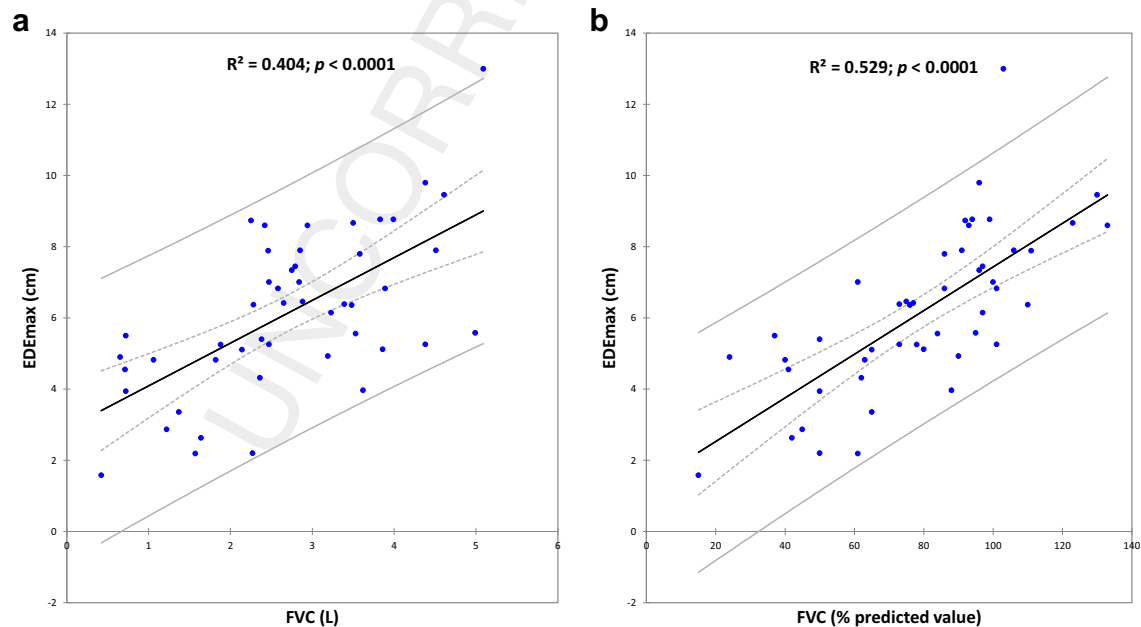 a
R² = 0.404; p < 0.0001
14
12
10
8
6
4
2
0
-2
0 1 2 3 4 5 6
EDEmax (cm)
FVC (L)
UNCORRE
b
R² = 0.529; p < 0.0001
14
12
10
8
6
4
2
0
-2
0 20 40 60 80 100 120 140
EDEmax (cm)
FVC (% predicted value)